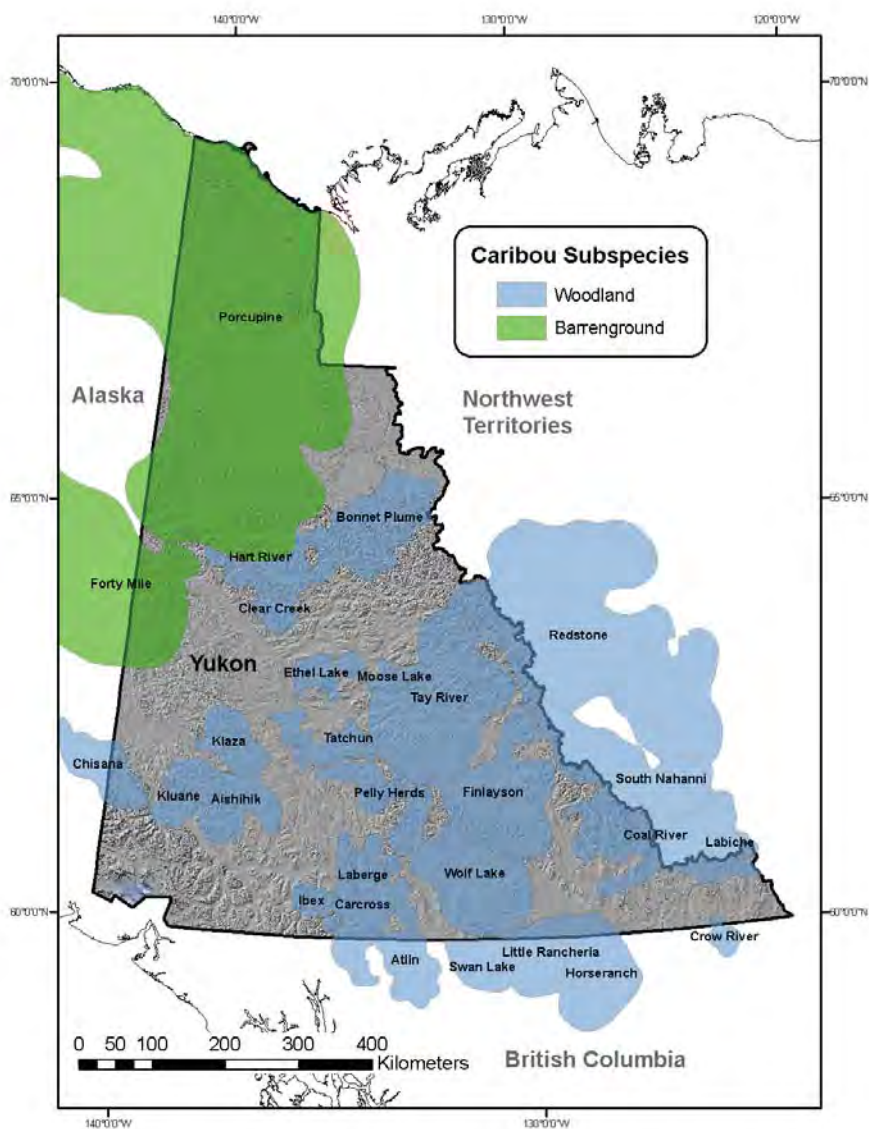 140°0'0"W
130°0'0"W
120°0'0"W
70°0'0"N
70°0'0"N
Caribou Subspecies
Woodland
Barrenground
Porcupine
Alaska
Northwest
Territories
65°0'0"N
65°0'0"N
Bonnet Plume
Hart River
Forty Mile
Clear Creek
Redstone
Yukon
Ethel Lake
Moose Lake
Tay River
Klaza
Tatchun
Chisana
South Nahanni
Kluane
Aishihik
Pelly Herds
Finlayson
Coal River
Labiche
Laberge
Wolf Lake
Ibex
Carcross
60°0'0"N
60°0'0"N
Crow River
Atlin
Little Rancheria
Swan Lake
Horseranch
0 50 100 200 300 400
Kilometers
British Columbia
140°0'0"W
130°0'0"W